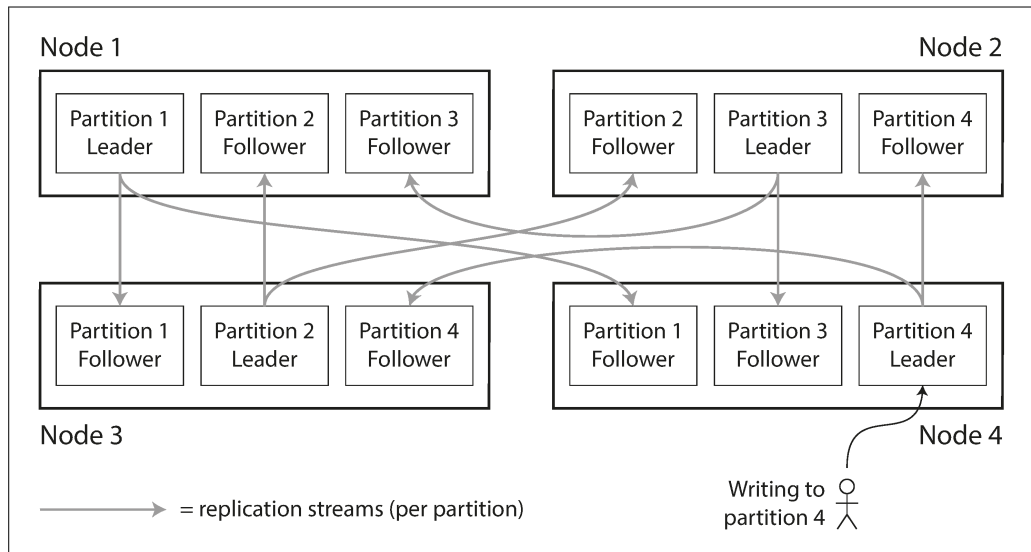 Node 1
Node 2
Partition 1
Leader
Partition 2
Follower
Partition 3
Follower
Partition 2
Follower
Partition 3
Leader
Partition 4
Follower
Partition 1
Follower
Partition 2
Leader
Partition 4
Follower
Partition 1
Follower
Partition 3
Follower
Partition 4
Leader
Node 3
Node 4
= replication streams (per partition)
Writing to
partition 4